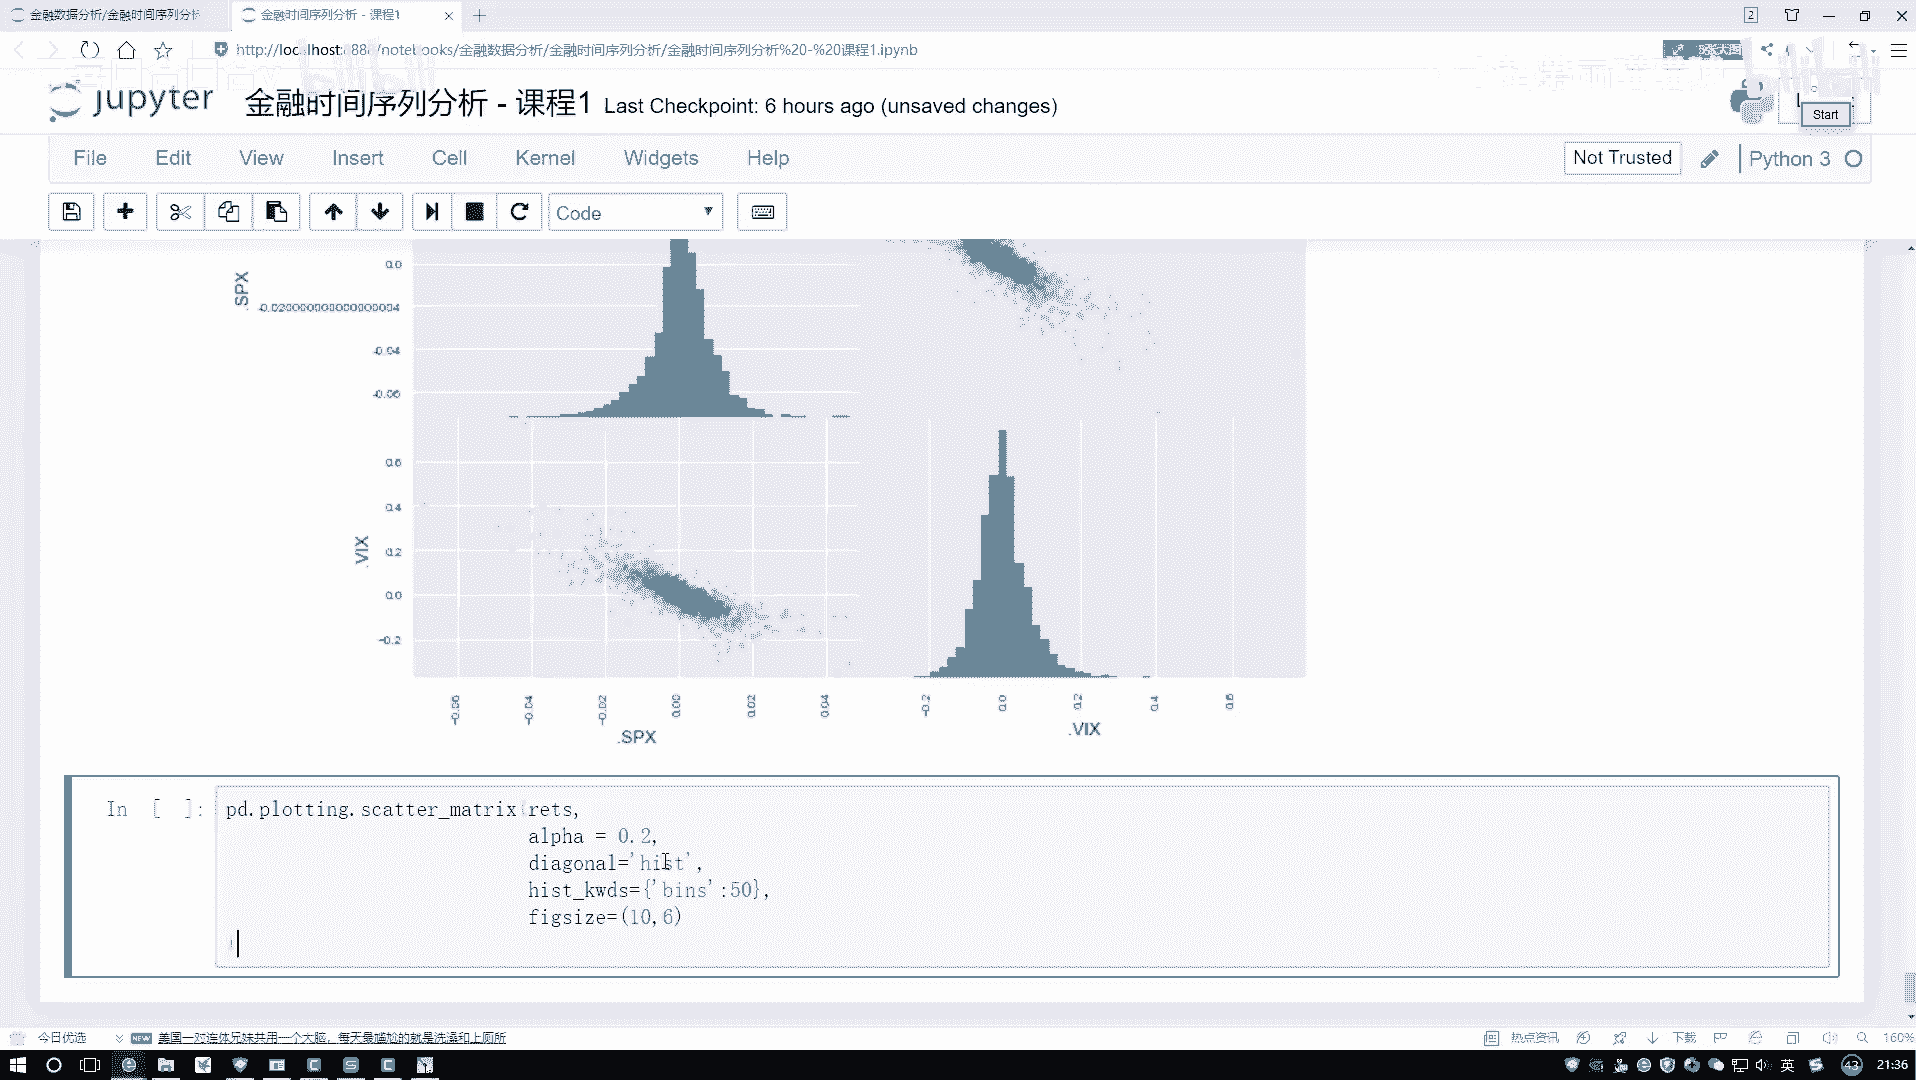 金融数据分析/金融时间序列分析
金融时间序列分析 - 课程1
2
http://localhost:888/notebooks/金融数据分析/金融时间序列分析/金融时间序列分析%20-%20课程1.ipynb
jupyter 金融时间序列分析 - 课程1 Last Checkpoint: 6 hours ago (unsaved changes)
Start
File Edit View Insert Cell Kernel Widgets Help
Not Trusted Python 3
Code
0.0
.SPX
-0.02000000000000004
-0.04
-0.06
0.6
0.4
.VIX
0.2
0.0
-0.2
-0.06 -0.04 -0.02 0.00 0.02 0.04 -0.2 0.0 0.2 0.4 0.6
.SPX .VIX
In [ ]: pd.plotting.scatter_matrix(rets,
alpha = 0.2,
diagonal='hist',
hist_kwds={'bins':50},
figsize=(10,6)
)
今日优选 NEW 美国一对连体兄妹共用一个大脑，每天最尴尬的就是洗澡和上厕所 热点资讯 下载 160%
英 43 21:36